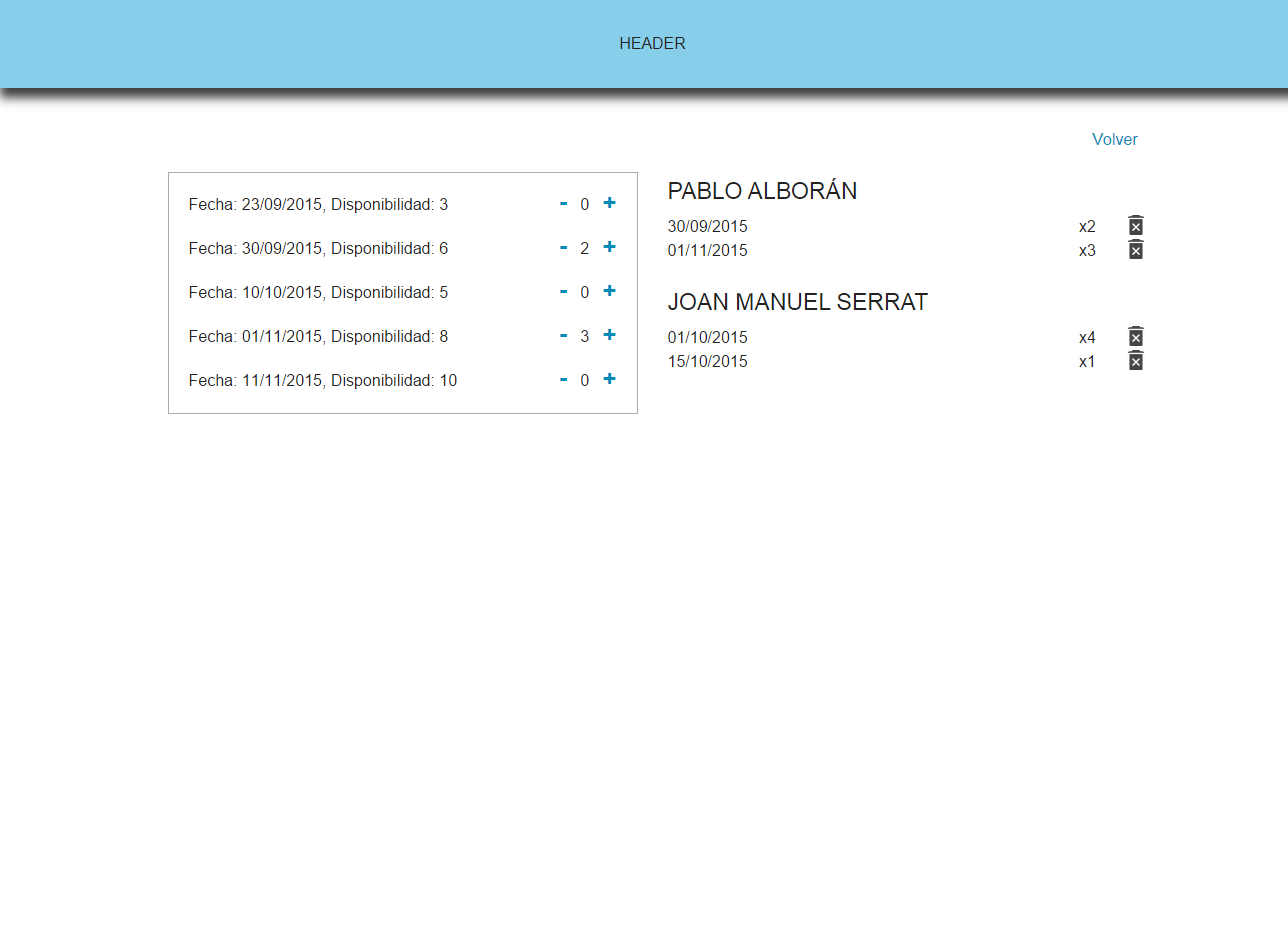 HEADER
Volver
Fecha: 23/09/2015, Disponibilidad: 3 - 0 +
Fecha: 30/09/2015, Disponibilidad: 6 - 2 +
Fecha: 10/10/2015, Disponibilidad: 5 - 0 +
Fecha: 01/11/2015, Disponibilidad: 8 - 3 +
Fecha: 11/11/2015, Disponibilidad: 10 - 0 +
PABLO ALBORÁN
30/09/2015 x2
01/11/2015 x3
JOAN MANUEL SERRAT
01/10/2015 x4
15/10/2015 x1